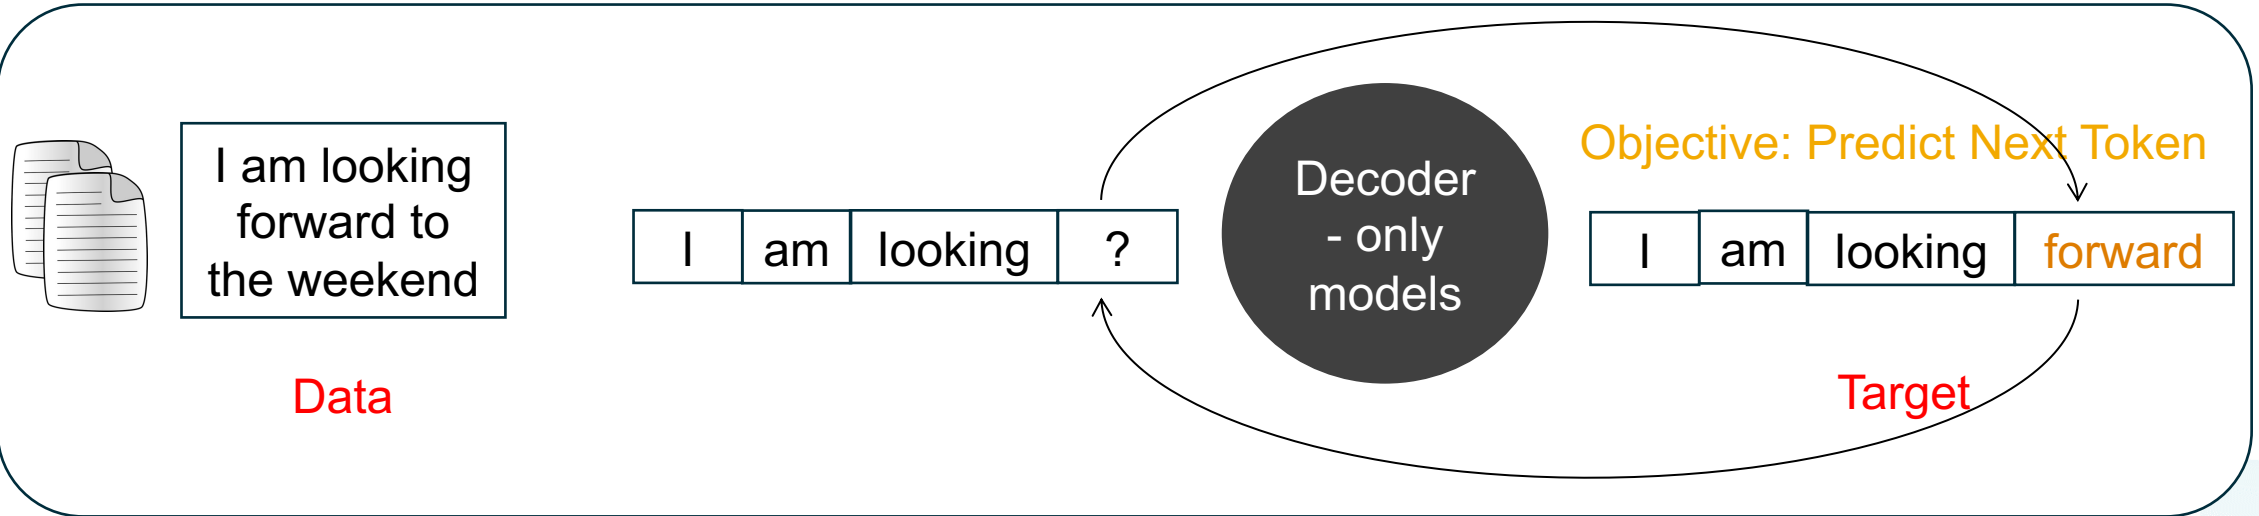 I am looking
forward to
the weekend
Data
I am looking ?
Decoder
- only
models
Objective: Predict Next Token
I am looking forward
Target